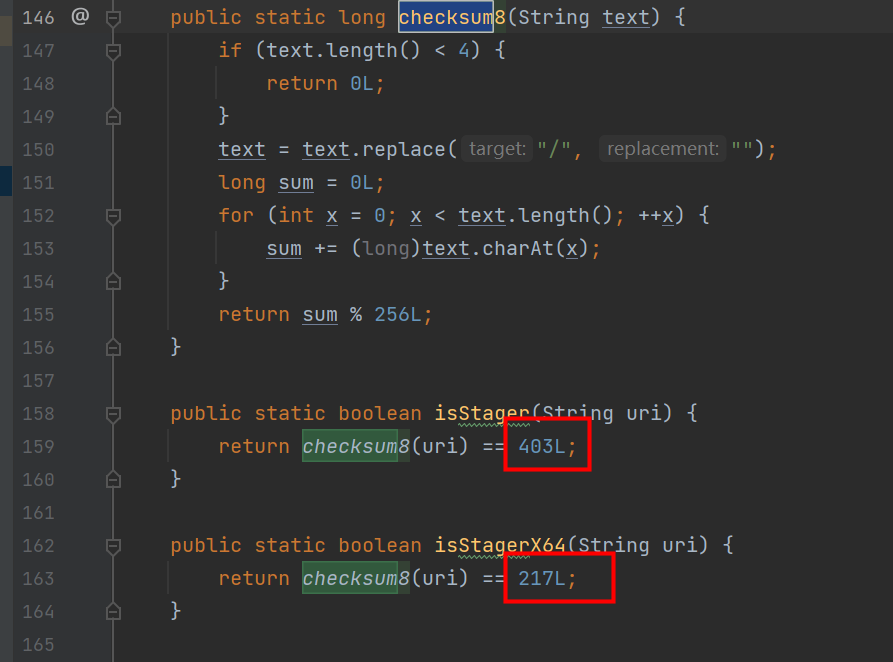 146 @ public static long checksum8(String text) {
147 if (text.length() < 4) {
148 return 0L;
149 }
150 text = text.replace( target: "/", replacement: "");
151 long sum = 0L;
152 for (int x = 0; x < text.length(); ++x) {
153 sum += (long)text.charAt(x);
154 }
155 return sum % 256L;
156 }
157
158 public static boolean isStager(String uri) {
159 return checksum8(uri) == 403L;
160 }
161
162 public static boolean isStagerX64(String uri) {
163 return checksum8(uri) == 217L;
164 }
165